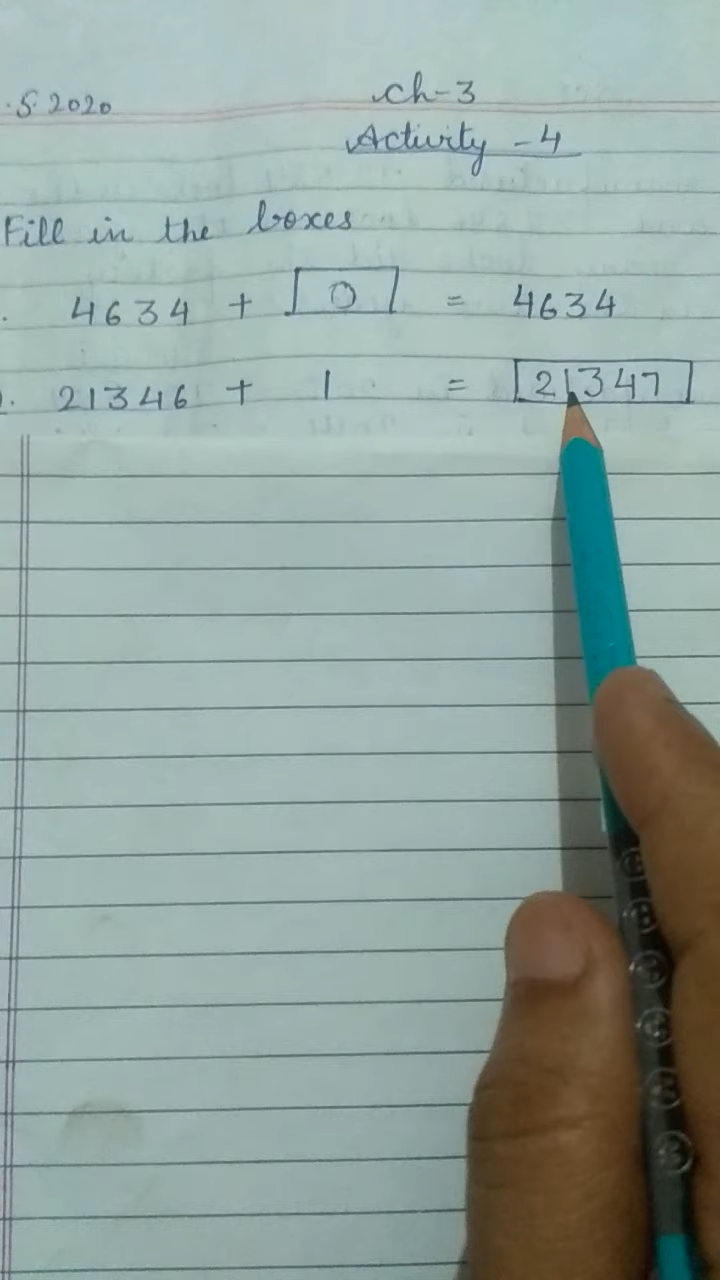 .5.2020
Ch-3
Activity - 4
Fill in the boxes
. 4634 + 0 = 4634
. 21346 + 1 = 21347